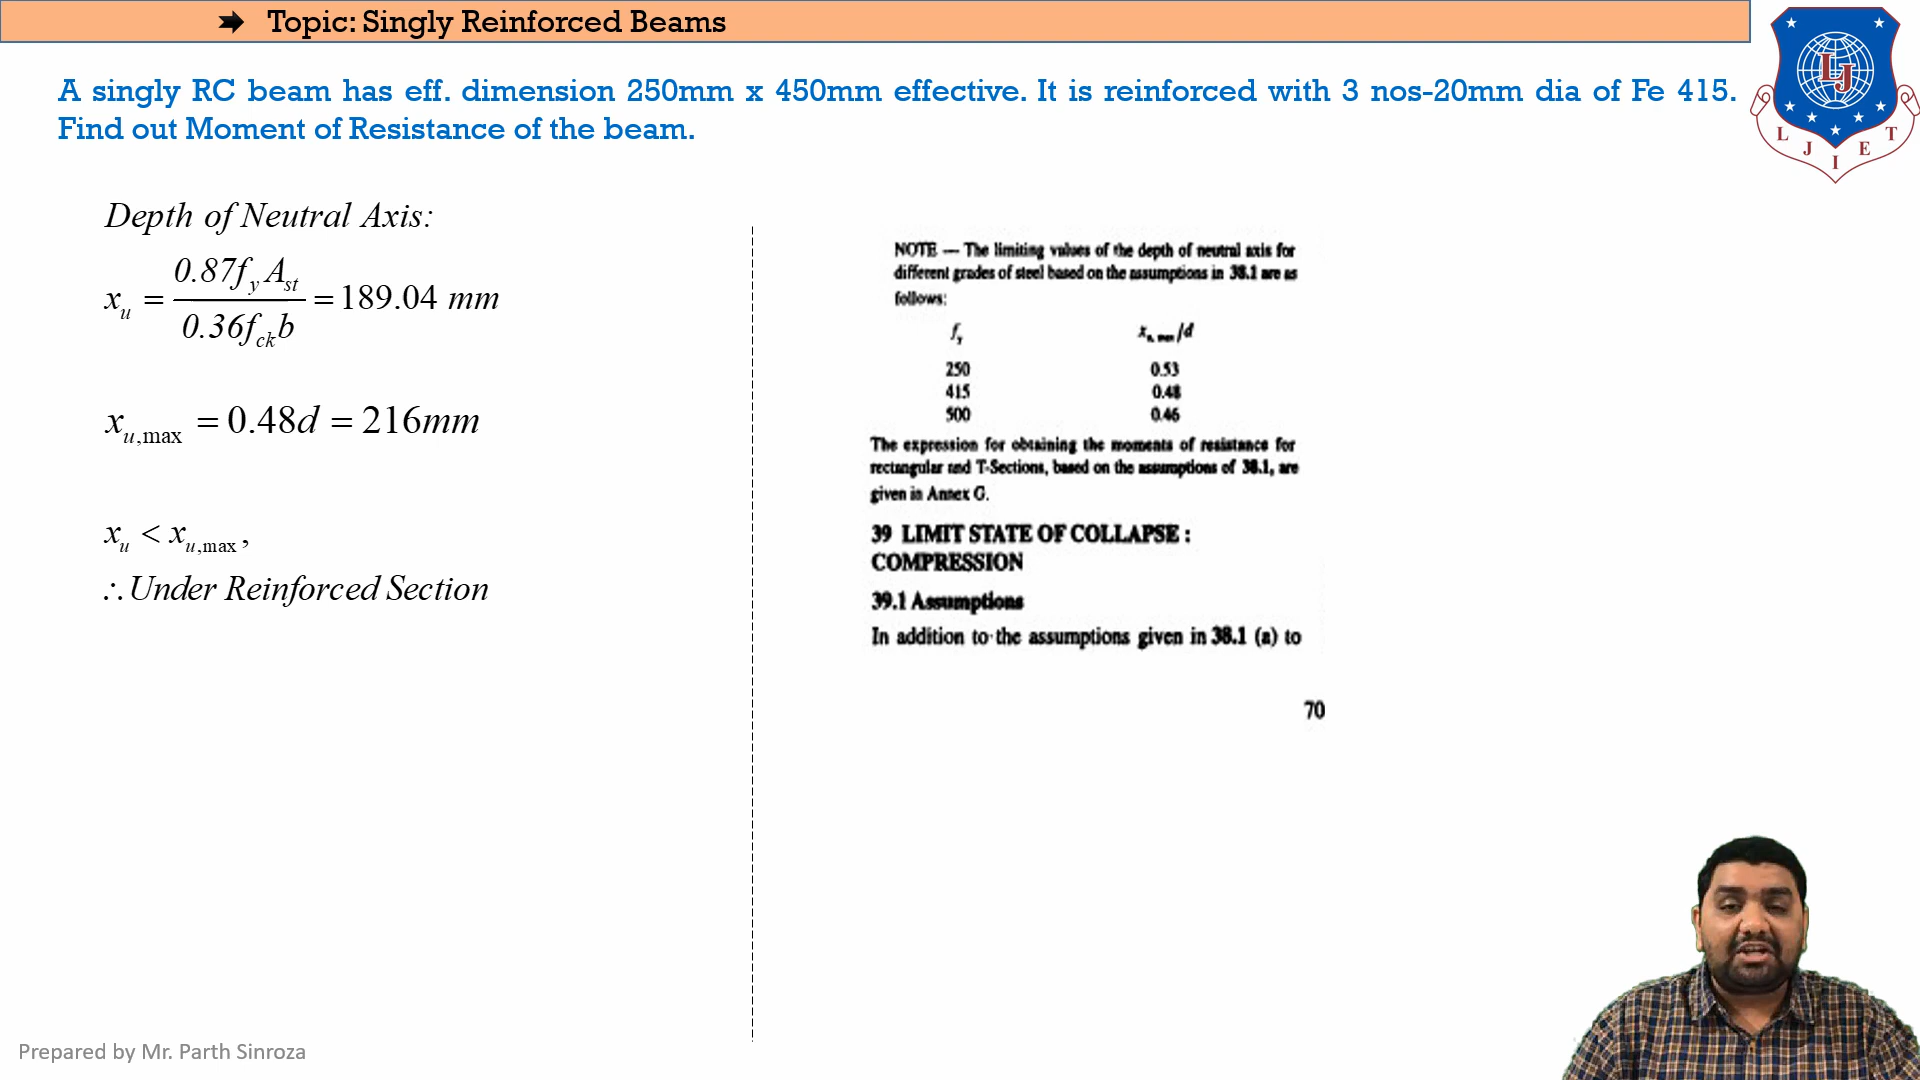 Topic: Singly Reinforced Beams
A singly RC beam has eff. dimension 250mm x 450mm effective. It is reinforced with 3 nos-20mm dia of Fe 415.
Find out Moment of Resistance of the beam.
LJ
L J I E T
Depth of Neutral Axis:
x_u = 0.87f_y A_st / 0.36f_ck b = 189.04 mm
x_u,max = 0.48d = 216mm
x_u < x_u,max ,
∴ Under Reinforced Section
NOTE — The limiting values of the depth of neutral axis for
different grades of steel based on the assumptions in 38.1 are as
follows:
f_y x_u, max/d
250 0.53
415 0.48
500 0.46
The expression for obtaining the moments of resistance for
rectangular and T-Sections, based on the assumptions of 38.1, are
given in Annex G.
39 LIMIT STATE OF COLLAPSE :
COMPRESSION
39.1 Assumptions
In addition to the assumptions given in 38.1 (a) to
70
Prepared by Mr. Parth Sinroza